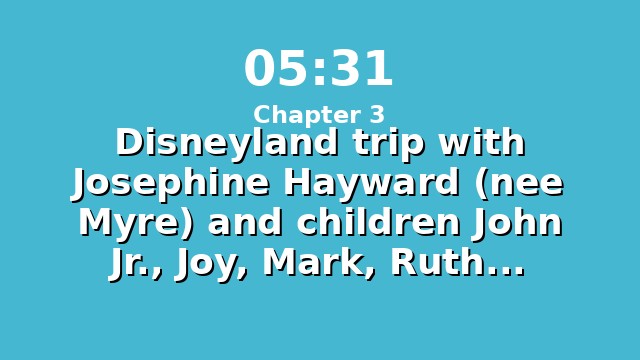 05:31
Chapter 3
Disneyland trip with
Josephine Hayward (nee
Myre) and children John
Jr., Joy, Mark, Ruth...